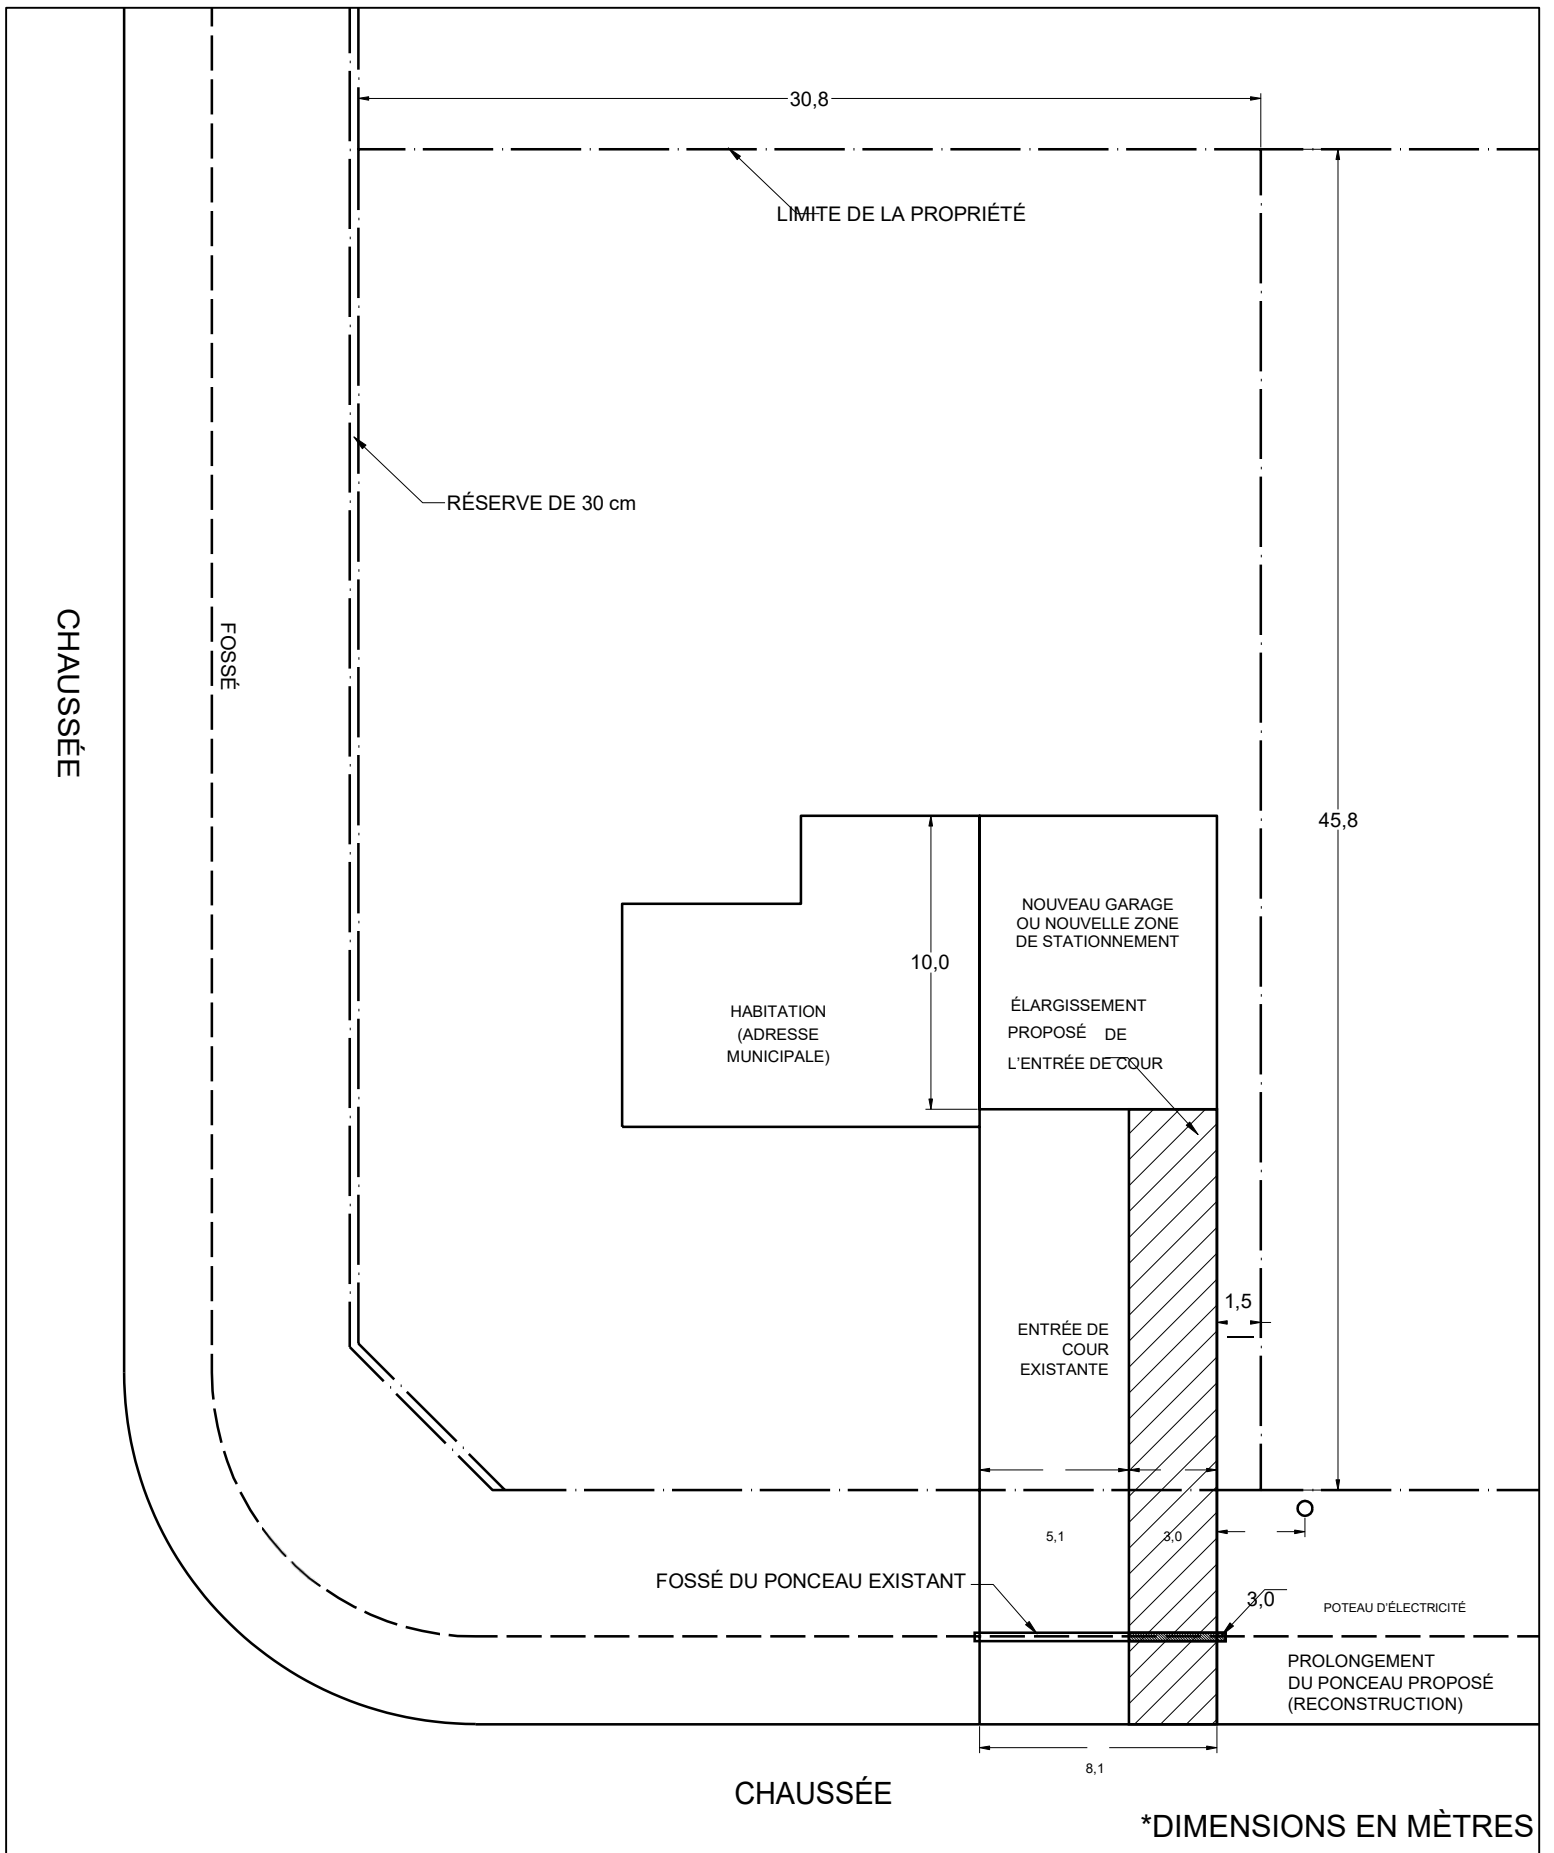 30,8
LIMITE DE LA PROPRIÉTÉ
RÉSERVE DE 30 cm
CHAUSSÉE
FOSSÉ
45,8
NOUVEAU GARAGE
OU NOUVELLE ZONE
DE STATIONNEMENT
10,0
HABITATION
(ADRESSE
MUNICIPALE)
ÉLARGISSEMENT
PROPOSÉ DE
L'ENTRÉE DE COUR
1,5
ENTRÉE DE
COUR
EXISTANTE
5,1
3,0
FOSSÉ DU PONCEAU EXISTANT
3,0
POTEAU D'ÉLECTRICITÉ
PROLONGEMENT
DU PONCEAU PROPOSÉ
(RECONSTRUCTION)
8,1
CHAUSSÉE
*DIMENSIONS EN MÈTRES